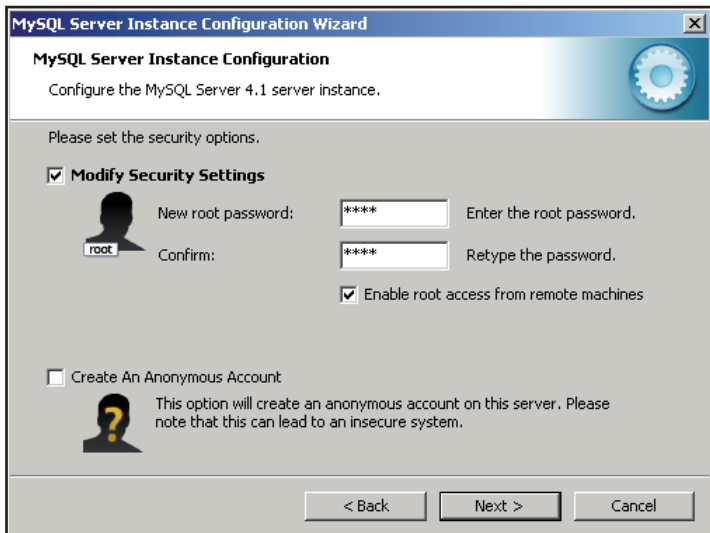 MySQL Server Instance Configuration Wizard
MySQL Server Instance Configuration
Configure the MySQL Server 4.1 server instance.
Please set the security options.
Modify Security Settings
root
New root password:
****
Enter the root password.
Confirm:
****
Retype the password.
Enable root access from remote machines
Create An Anonymous Account
?
This option will create an anonymous account on this server. Please
note that this can lead to an insecure system.
< Back
Next >
Cancel